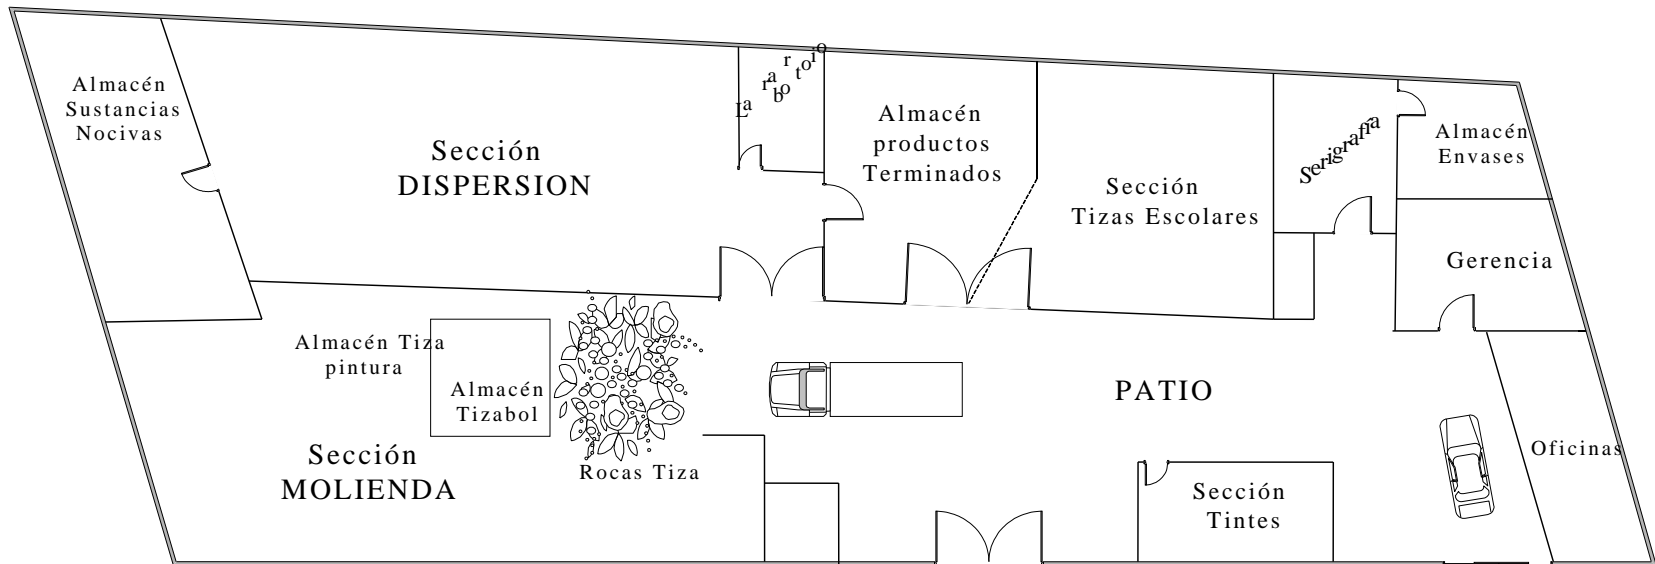 Almacén
Sustancias
Nocivas
Sección
DISPERSION
Laboratorio
Almacén
productos
Terminados
Sección
Tizas Escolares
Serigrafía
Almacén
Envases
Gerencia
Almacén Tiza
pintura
Almacén
Tizabol
Sección
MOLIENDA
Rocas Tiza
PATIO
Sección
Tintes
Oficinas